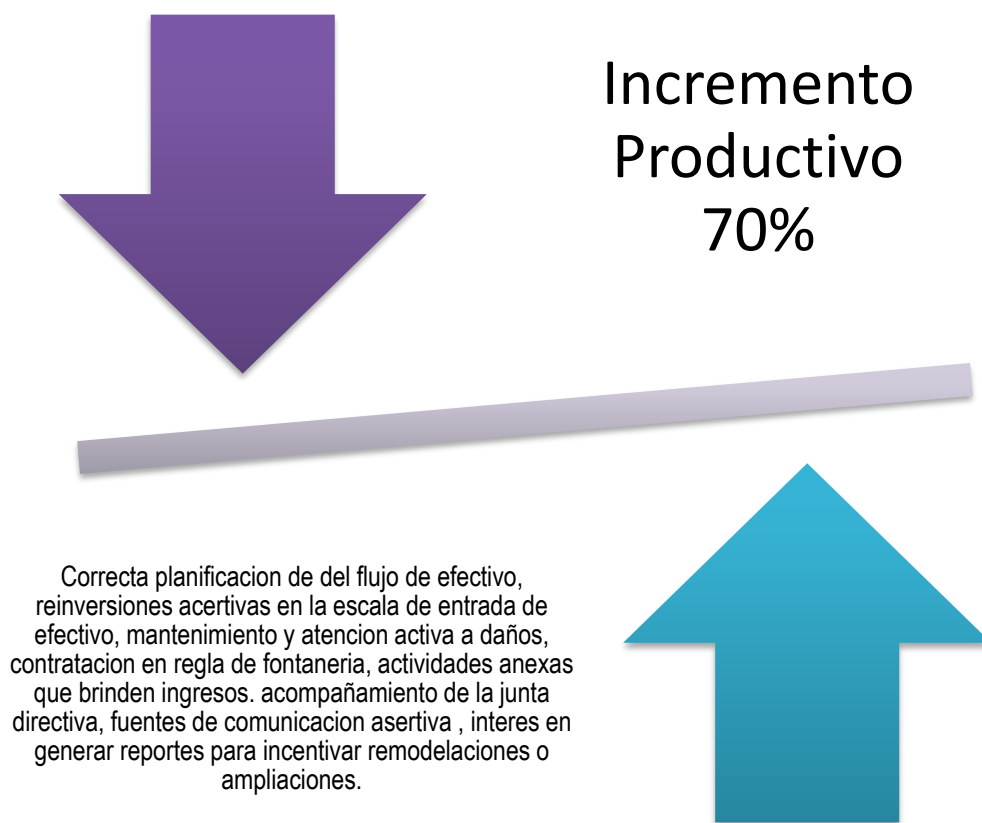 Incremento
Productivo
70%
Correcta planificacion de del flujo de efectivo,
reinversiones acertivas en la escala de entrada de
efectivo, mantenimiento y atencion activa a daños,
contratacion en regla de fontaneria, actividades anexas
que brinden ingresos. acompañamiento de la junta
directiva, fuentes de comunicacion asertiva , interes en
generar reportes para incentivar remodelaciones o
ampliaciones.